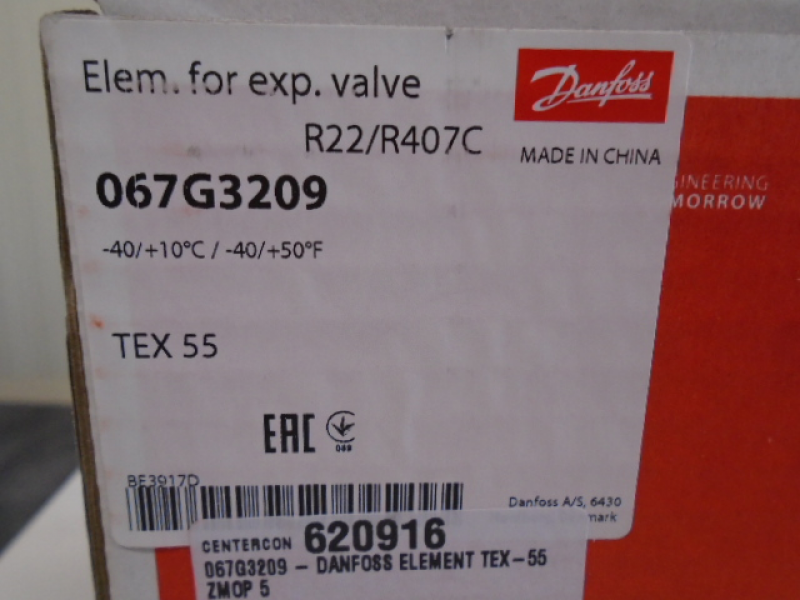 Elem. for exp. valve
Danfoss
R22/R407C
MADE IN CHINA
067G3209
GINEERING
MORROW
-40/+10°C / -40/+50°F
TEX 55
EAC
089
BE3917D
Danfoss A/S, 6430
mark
CENTERCON 620916
067G3209 - DANFOSS ELEMENT TEX-55
ZMOP 5